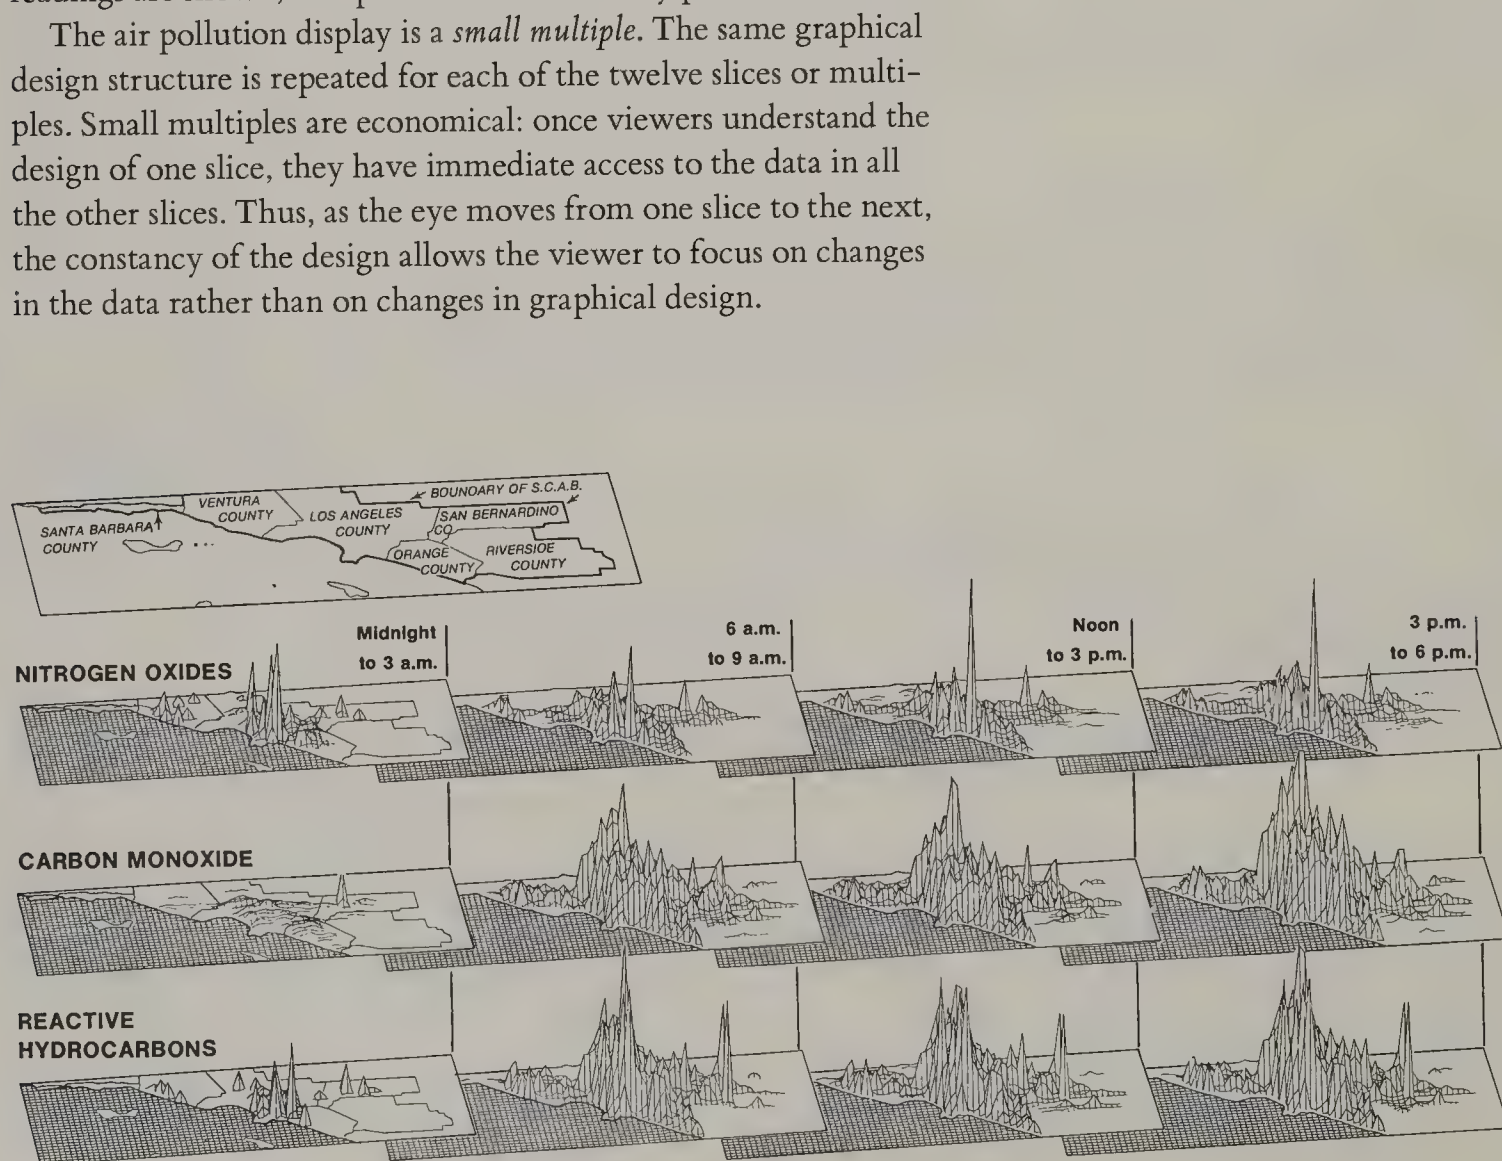 The air pollution display is a small multiple. The same graphical
design structure is repeated for each of the twelve slices or multi-
ples. Small multiples are economical: once viewers understand the
design of one slice, they have immediate access to the data in all
the other slices. Thus, as the eye moves from one slice to the next,
the constancy of the design allows the viewer to focus on changes
in the data rather than on changes in graphical design.
BOUNOARY OF S.C.A.B.
VENTURA
COUNTY
LOS ANGELES
COUNTY
SAN BERNARDINO
CO.
SANTA BARBARA
COUNTY
ORANGE
COUNTY
RIVERSIOE
COUNTY
Midnight
to 3 a.m.
6 a.m.
to 9 a.m.
Noon
to 3 p.m.
3 p.m.
to 6 p.m.
NITROGEN OXIDES
CARBON MONOXIDE
REACTIVE
HYDROCARBONS